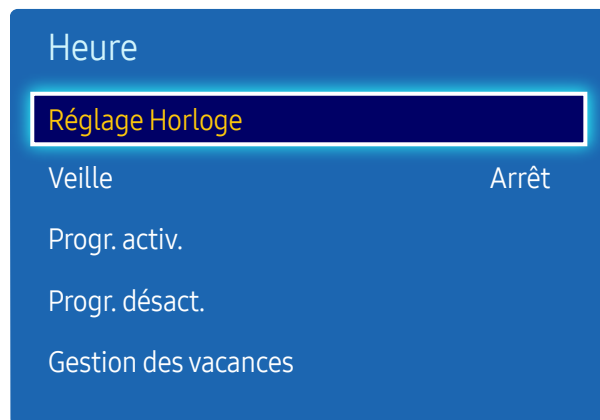 Heure
Réglage Horloge
Veille Arrêt
Progr. activ.
Progr. désact.
Gestion des vacances